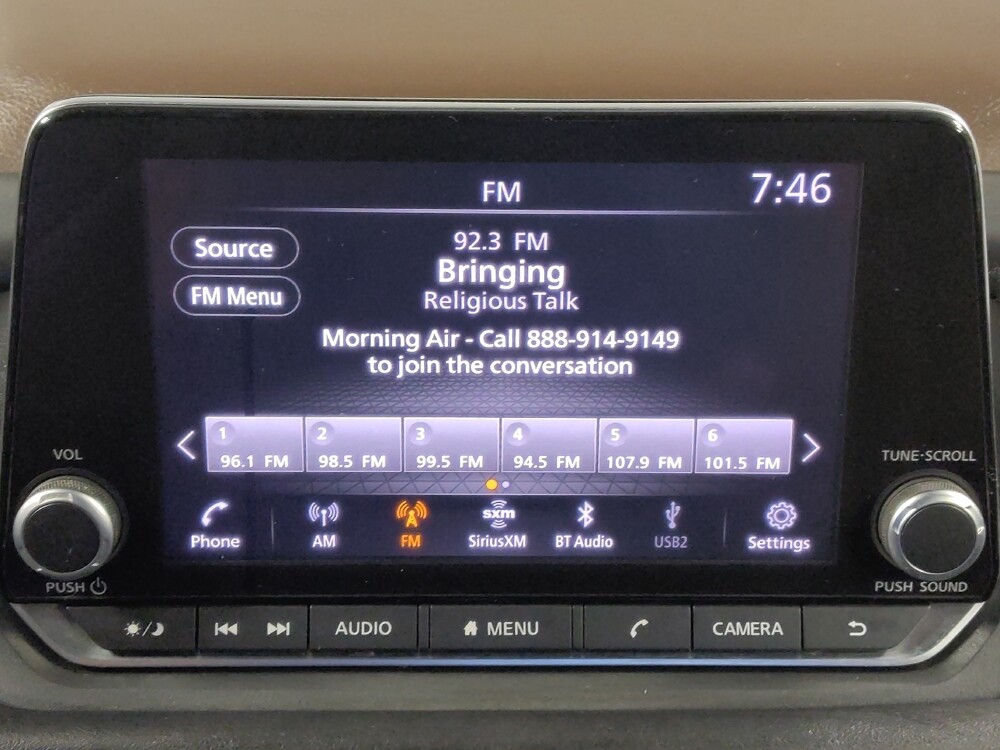 FM
7:46
Source
92.3 FM
Bringing
FM Menu
Religious Talk
Morning Air - Call 888-914-9149
to join the conversation
1 2 3 4 5 6
96.1 FM 98.5 FM 99.5 FM 94.5 FM 107.9 FM 101.5 FM
VOL
TUNE·SCROLL
sxm
Phone AM FM SiriusXM BT Audio USB2 Settings
PUSH
PUSH SOUND
AUDIO MENU CAMERA